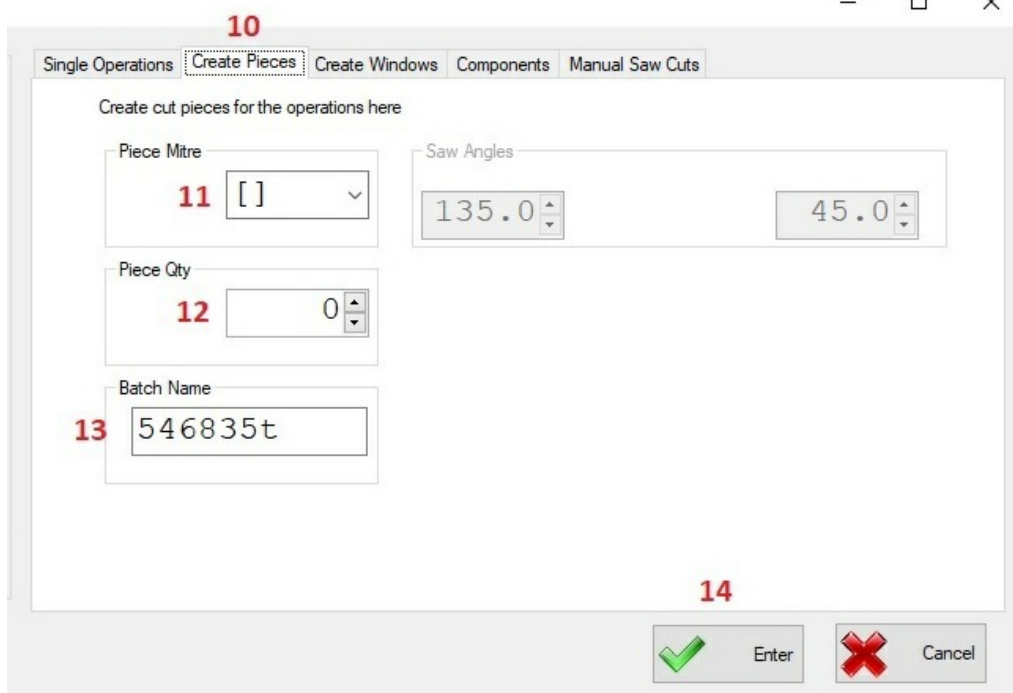 10
Single Operations Create Pieces Create Windows Components Manual Saw Cuts
Create cut pieces for the operations here
Piece Mitre Saw Angles
11 [] 135.0 45.0
Piece Qty
12 0
Batch Name
13 546835t
14
Enter Cancel